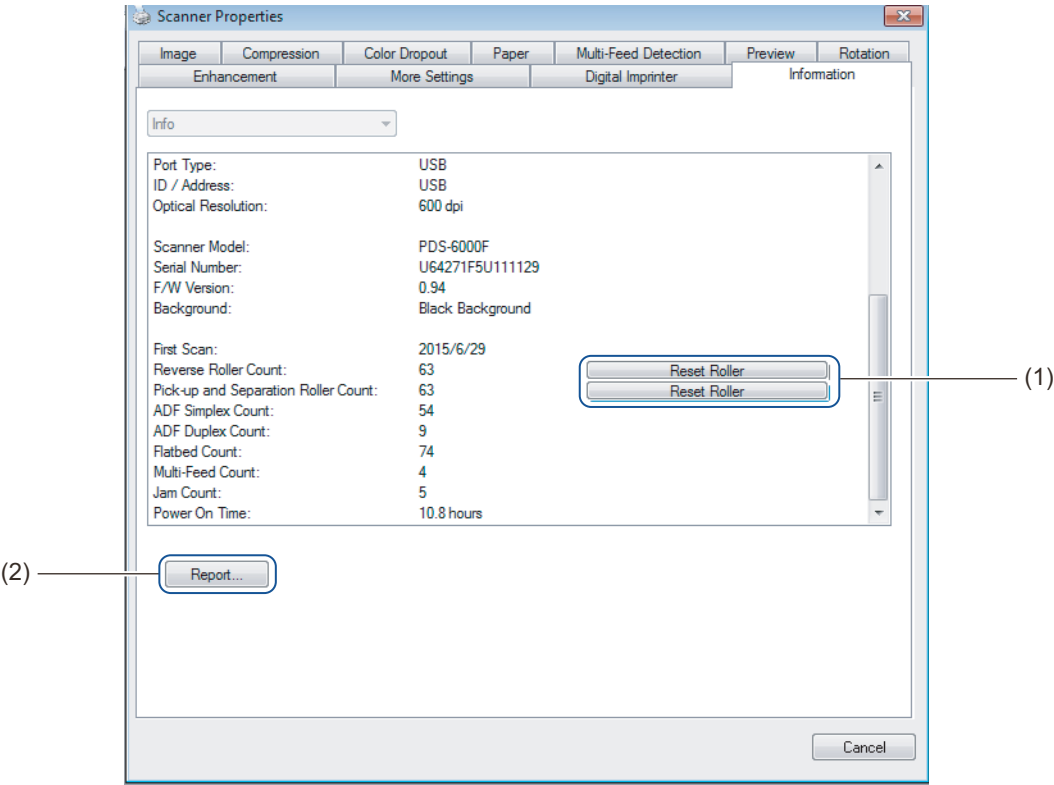 Scanner Properties
Image Compression Color Dropout Paper Multi-Feed Detection Preview Rotation
Enhancement More Settings Digital Imprinter Information
Info
Port Type: USB
ID / Address: USB
Optical Resolution: 600 dpi
Scanner Model: PDS-6000F
Serial Number: U64271F5U111129
F/W Version: 0.94
Background: Black Background
First Scan: 2015/6/29
Reverse Roller Count: 63 Reset Roller
(1)
Pick-up and Separation Roller Count: 63 Reset Roller
ADF Simplex Count: 54
ADF Duplex Count: 9
Flatbed Count: 74
Multi-Feed Count: 4
Jam Count: 5
Power On Time: 10.8 hours
(2) Report...
Cancel